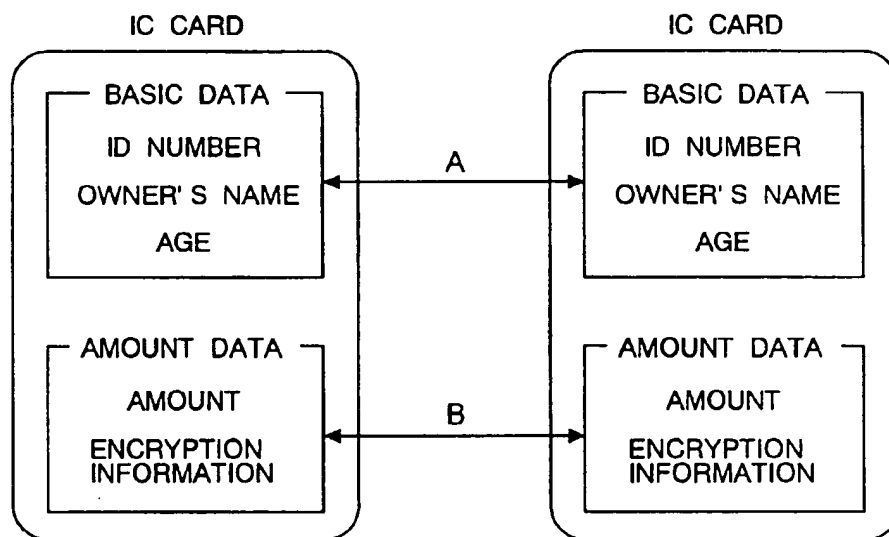 IC CARD
BASIC DATA
ID NUMBER
OWNER'S NAME
AGE
AMOUNT DATA
AMOUNT
ENCRYPTION
INFORMATION
A
B
IC CARD
BASIC DATA
ID NUMBER
OWNER'S NAME
AGE
AMOUNT DATA
AMOUNT
ENCRYPTION
INFORMATION